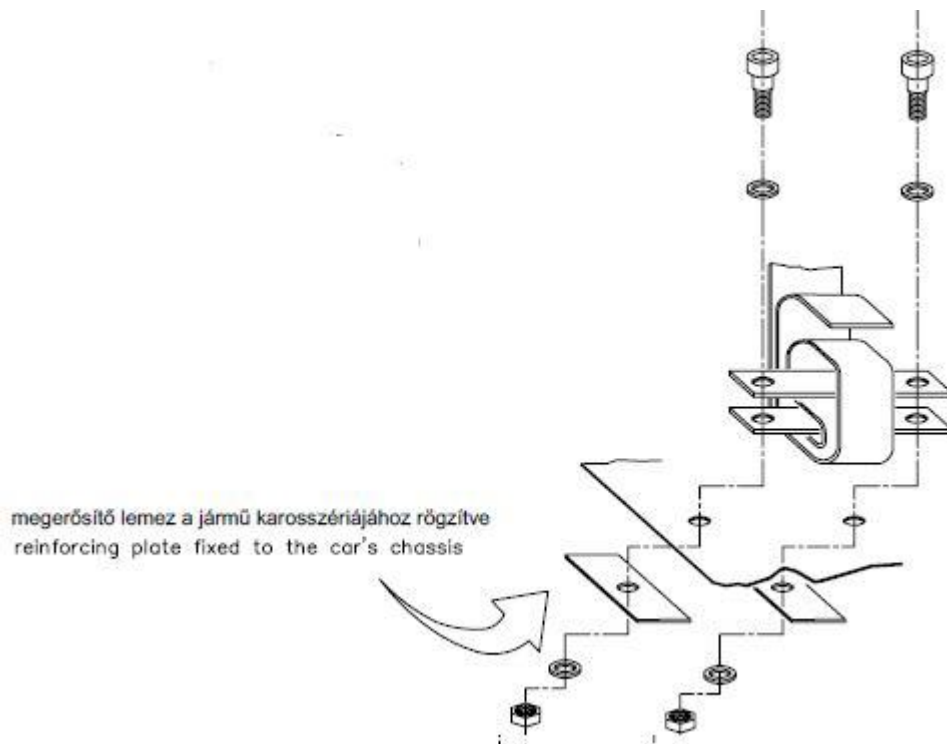 megerősítő lemez a jármű karosszériájához rögzítve
reinforcing plate fixed to the car's chassis